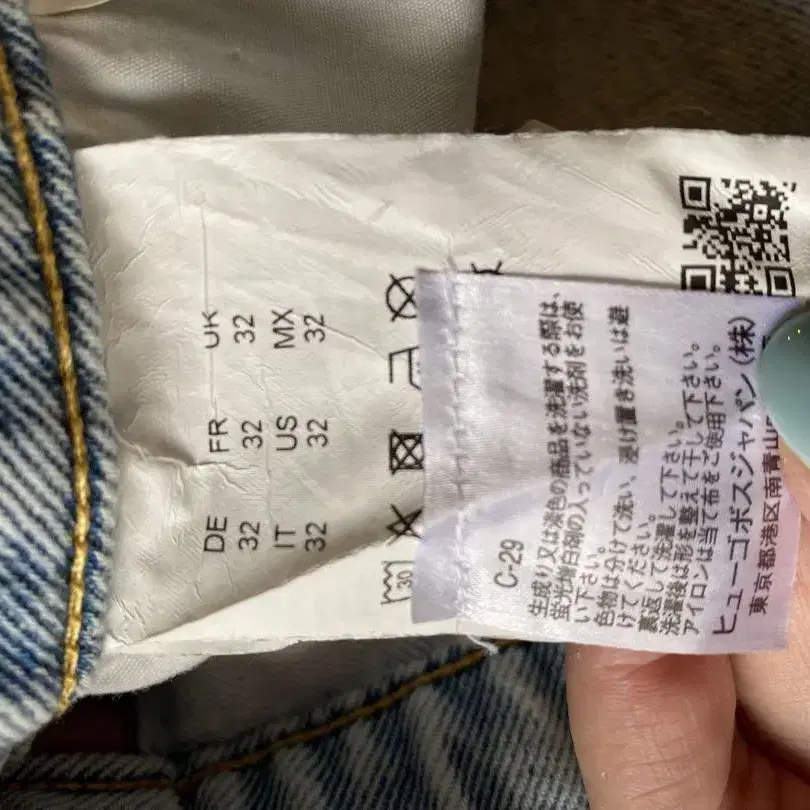 DE FR UK
32 32 32
IT US MX
32 32 32
30
C-29
生成り又は淡色の商品を洗濯する際は、
蛍光増白剤の入っていない洗剤をお使
い下さい。
色物は分けて洗い、浸け置き洗いは避
けてください。
裏返して洗濯して下さい。
洗濯後は形を整えて干して下さい。
アイロンは当て布をご使用下さい。
ヒューゴボスジャパン(株)
東京都港区南青山